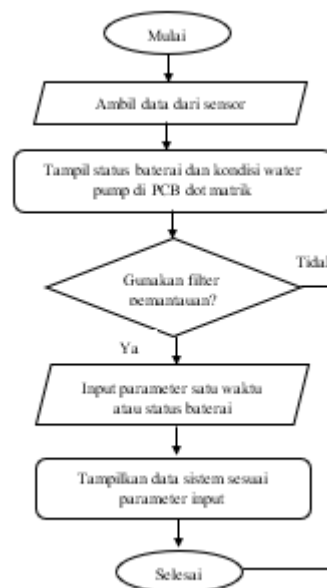 Mulai
Ambil data dari sensor
Tampil status baterai dan kondisi water
pump di PCB dot matrik
Gunakan filter
pemantauan?
Tidak
Ya
Input parameter satu waktu
atau status baterai
Tampilkan data sistem sesuai
parameter input
Selesai